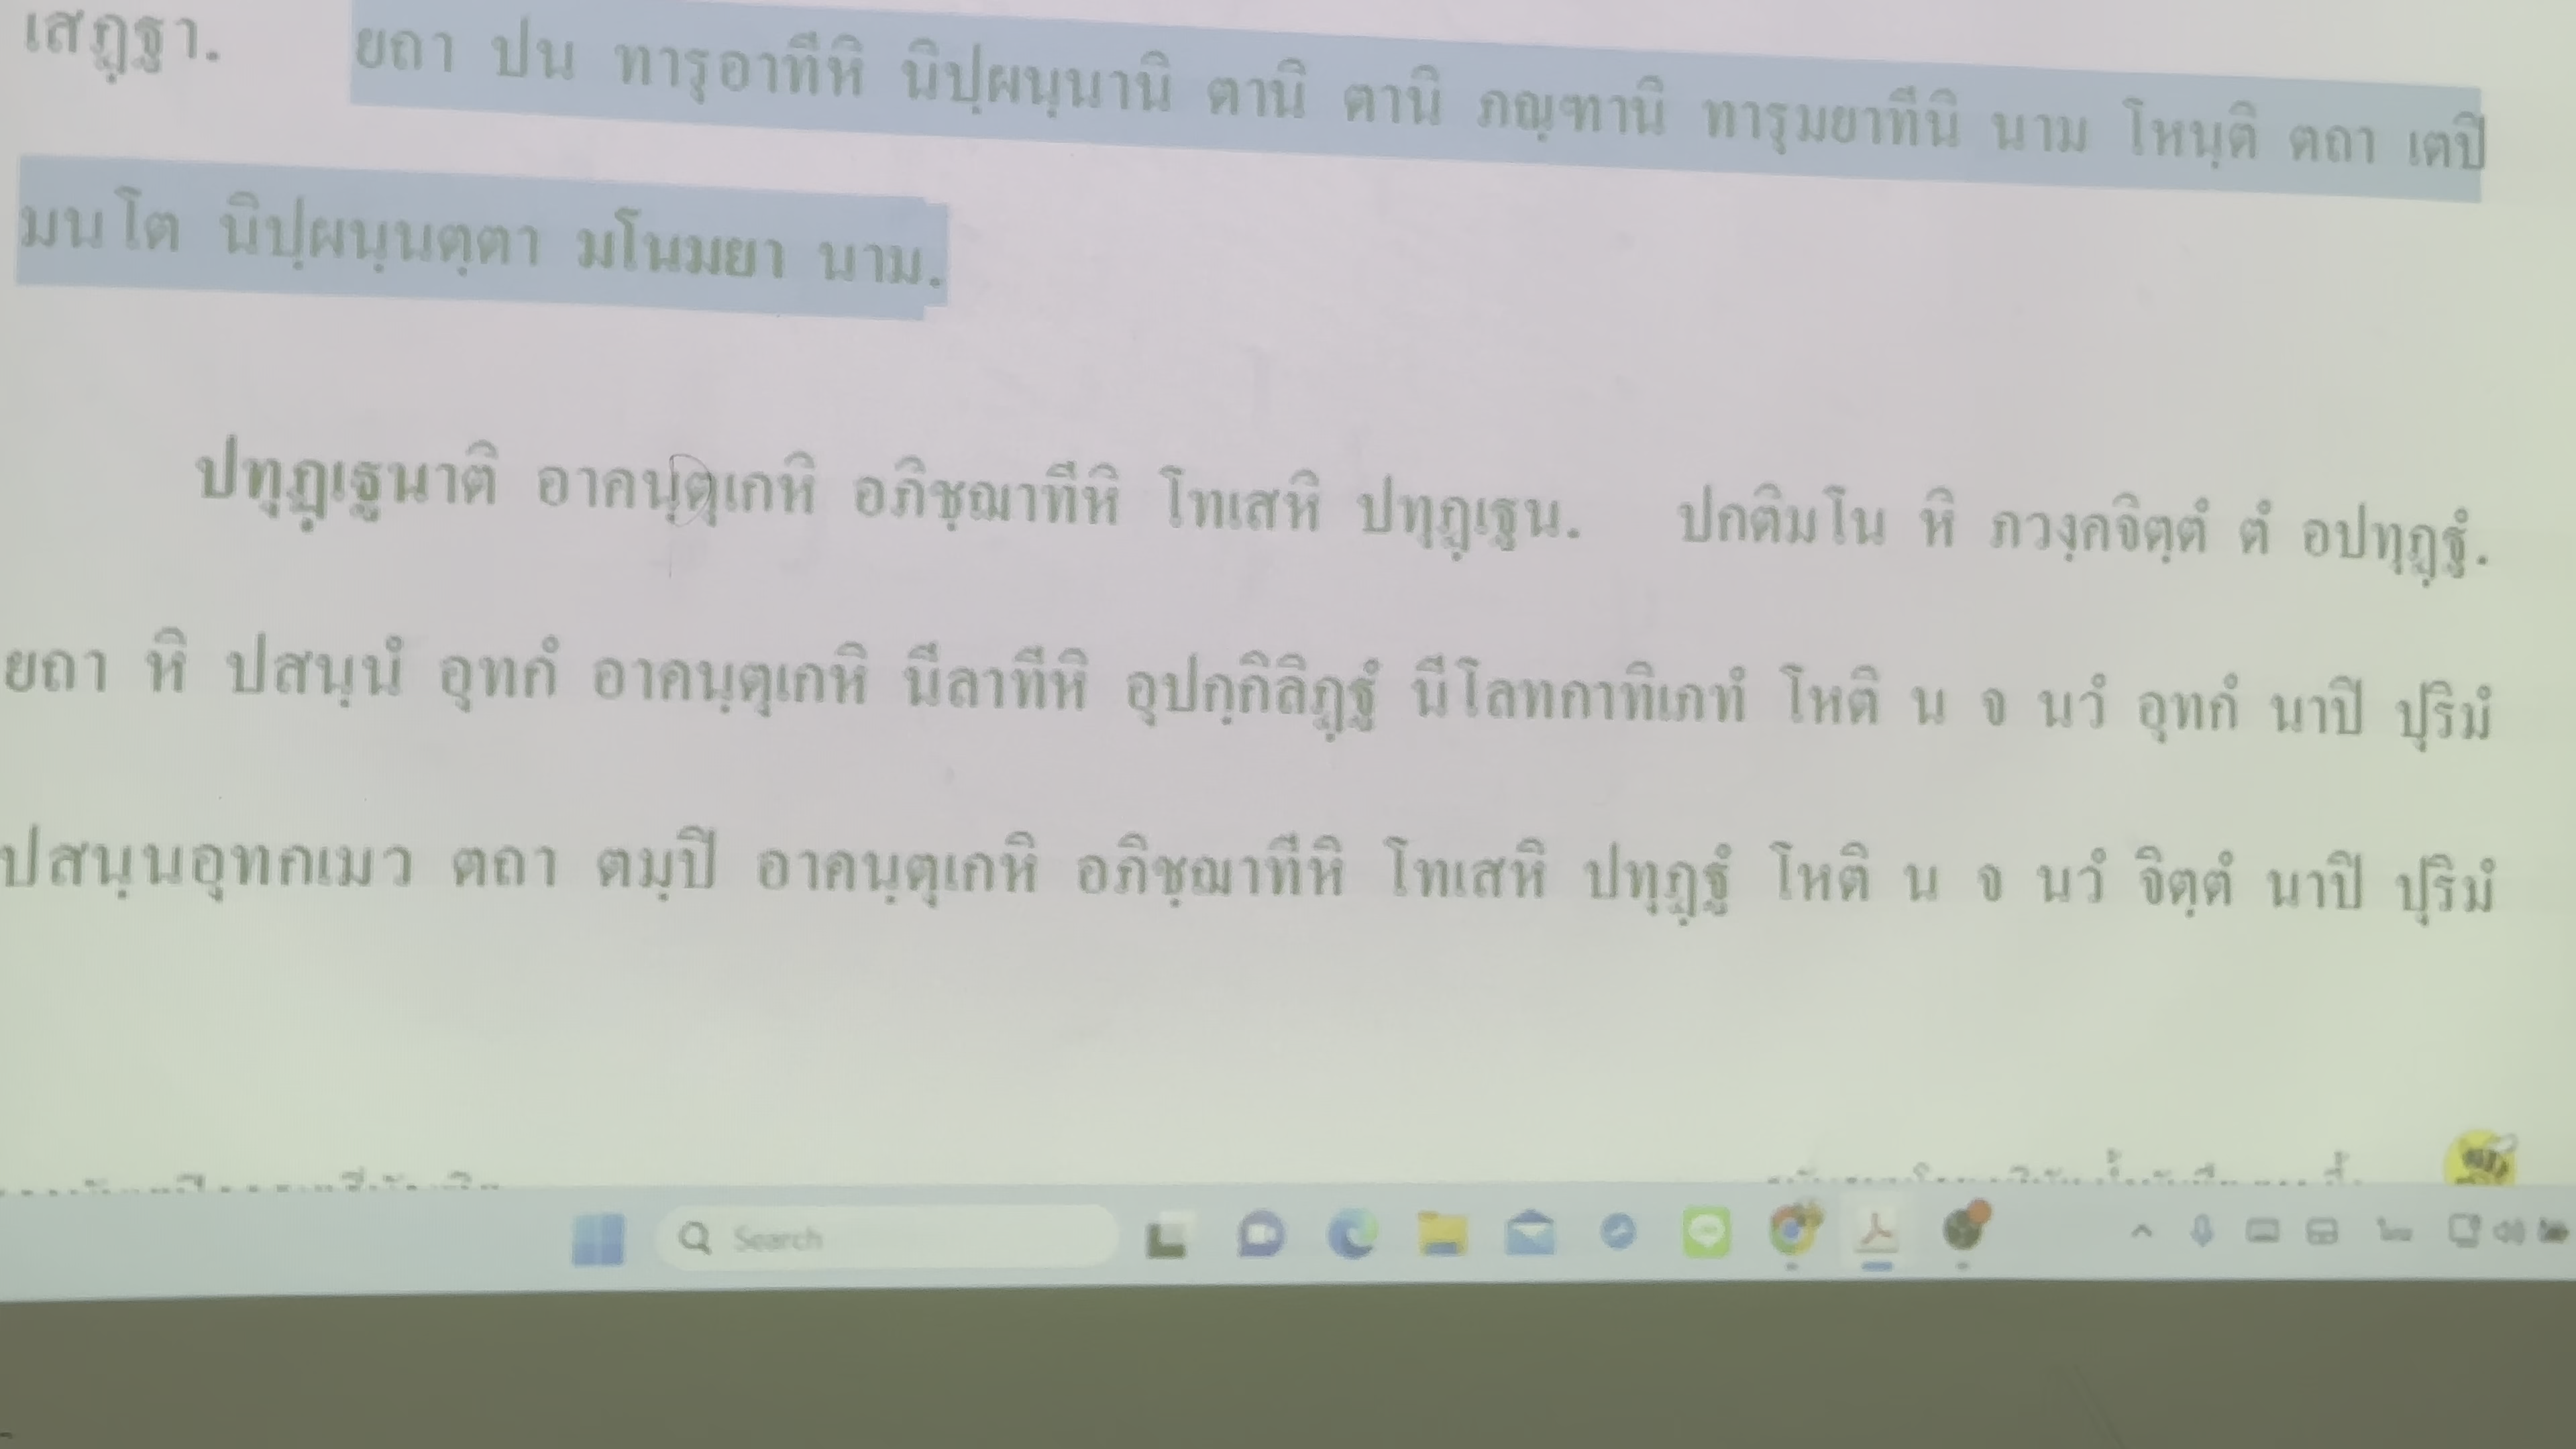 เสฏฺฐา. ยถา ปน ทารุอาทีหิ นิปฺผนฺนานิ ตานิ ตานิ ภณฺฑานิ ทารุมยาทีนิ นาม โหนฺติ ตถา เตปิ
มนโต นิปฺผนฺนตฺตา มโนมยา นาม.
ปทุฏฺเฐนาติ อาคนฺตุเกหิ อภิชฺฌาทีหิ โทเสหิ ปทุฏฺเฐน. ปกติมโน หิ ภวงฺคจิตฺตํ ตํ อปทุฏฺฐํ.
ยถา หิ ปสนฺนํ อุทกํ อาคนฺตุเกหิ นีลาทีหิ อุปกฺกิลิฏฺฐํ นีโลทกาทิเภทํ โหติ น จ นวํ อุทกํ นาปิ ปุริมํ
ปสนฺนอุทกเมว ตถา ตมฺปิ อาคนฺตุเกหิ อภิชฺฌาทีหิ โทเสหิ ปทุฏฺฐํ โหติ น จ นวํ จิตฺตํ นาปิ ปุริมํ
Search